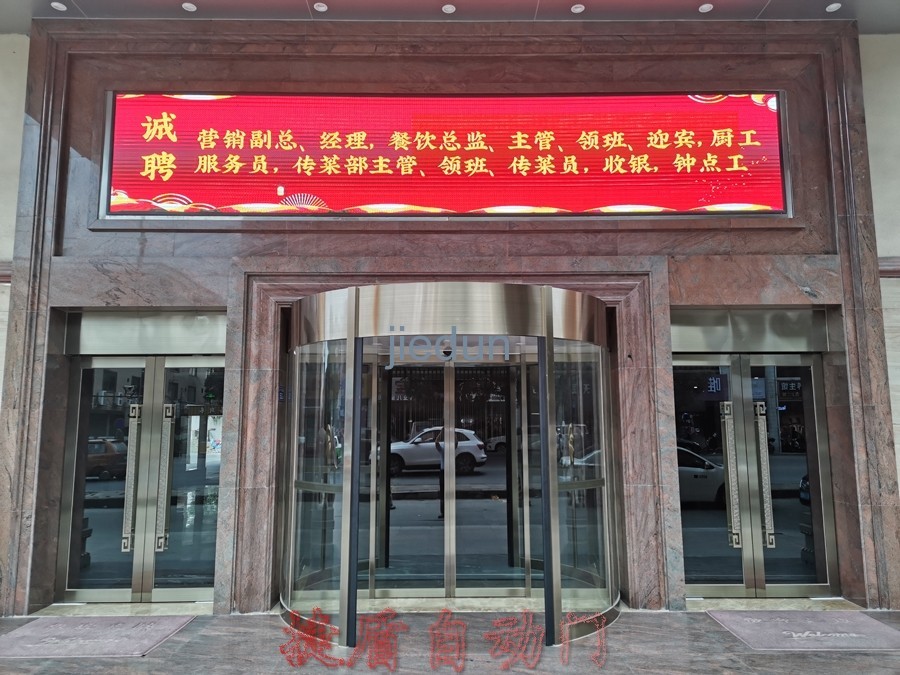 诚聘
营销副总、经理，餐饮总监、主管、领班、迎宾，厨工
服务员，传菜部主管、领班、传菜员，收银，钟点工
jiedun
唯
Welcome
捷盾自动门